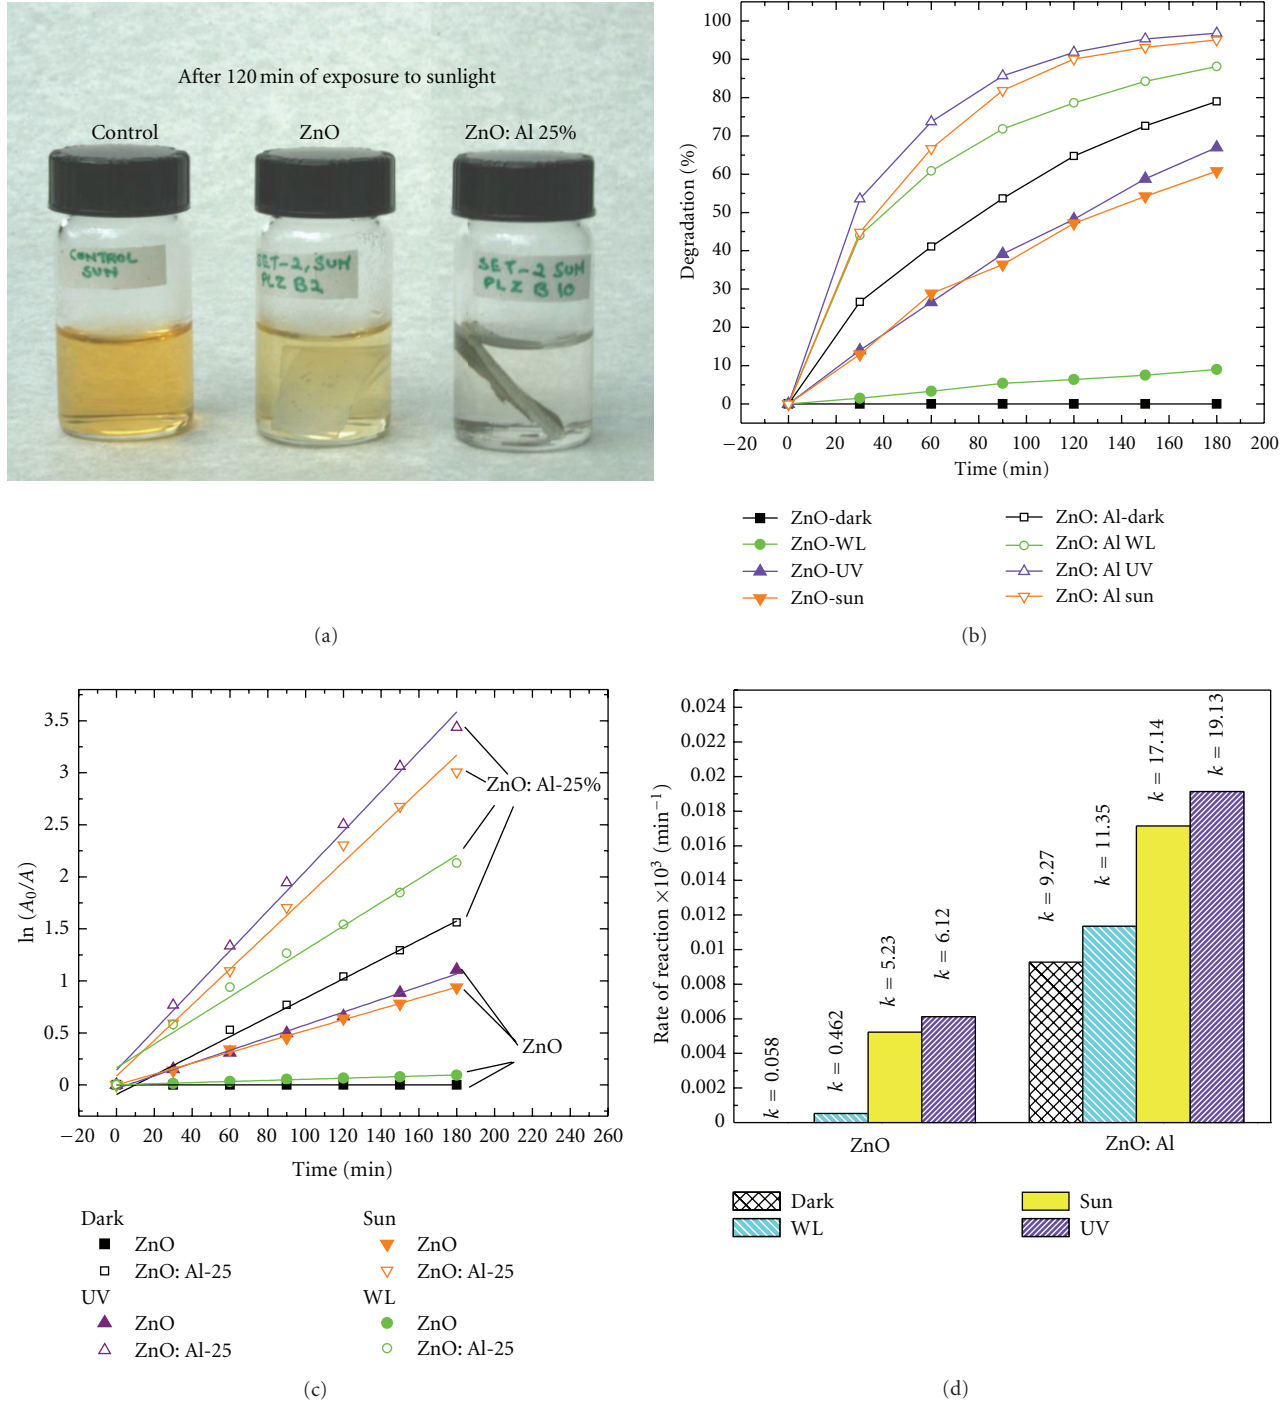 After 120 min of exposure to sunlight
Control ZnO ZnO: Al 25%
CONTROL
SUN
SET-2, SUN
PLZ B2
SET-2 SUN
PLZ B 10
(a)
100
90
80
70
60
50
40
30
20
10
0
Degradation (%)
−20 0 20 40 60 80 100 120 140 160 180 200
Time (min)
ZnO-dark
ZnO-WL
ZnO-UV
ZnO-sun
ZnO: Al-dark
ZnO: Al WL
ZnO: Al UV
ZnO: Al sun
(b)
3.5
3
2.5
2
1.5
1
0.5
0
ln (A0/A)
ZnO: Al-25%
ZnO
−20 0 20 40 60 80 100 120 140 160 180 200 220 240 260
Time (min)
Dark
ZnO
ZnO: Al-25
UV
ZnO
ZnO: Al-25
Sun
ZnO
ZnO: Al-25
WL
ZnO
ZnO: Al-25
(c)
0.024
0.022
0.02
0.018
0.016
0.014
0.012
0.01
0.008
0.006
0.004
0.002
0
Rate of reaction ×10³ (min⁻¹)
k = 0.058
k = 0.462
k = 5.23
k = 6.12
k = 9.27
k = 11.35
k = 17.14
k = 19.13
ZnO ZnO: Al
Dark
WL
Sun
UV
(d)